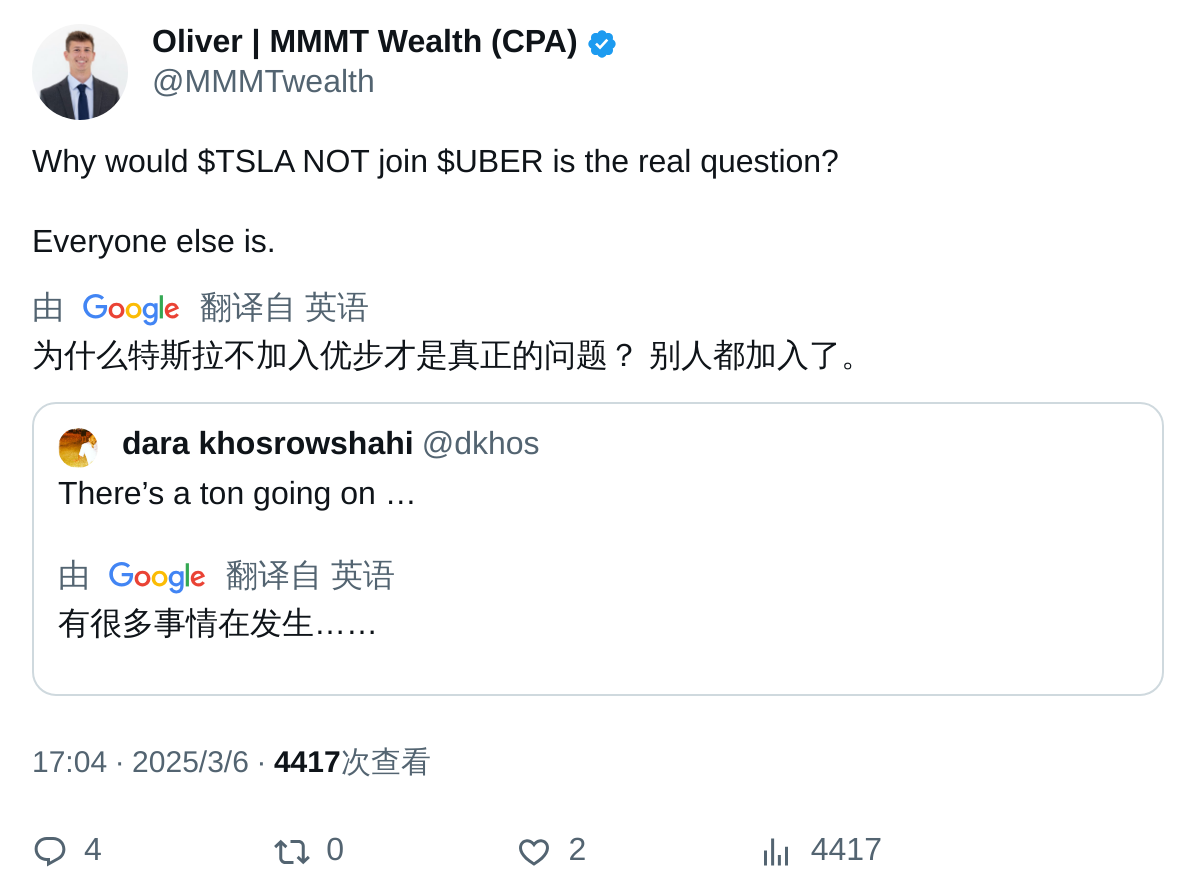 Oliver | MMMT Wealth (CPA)
@MMMTwealth
Why would $TSLA NOT join $UBER is the real question?
Everyone else is.
由 Google 翻译自 英语
为什么特斯拉不加入优步才是真正的问题？ 别人都加入了。
dara khosrowshahi @dkhos
There’s a ton going on …
由 Google 翻译自 英语
有很多事情在发生……
17:04 · 2025/3/6 · 4417次查看
4 0 2 4417